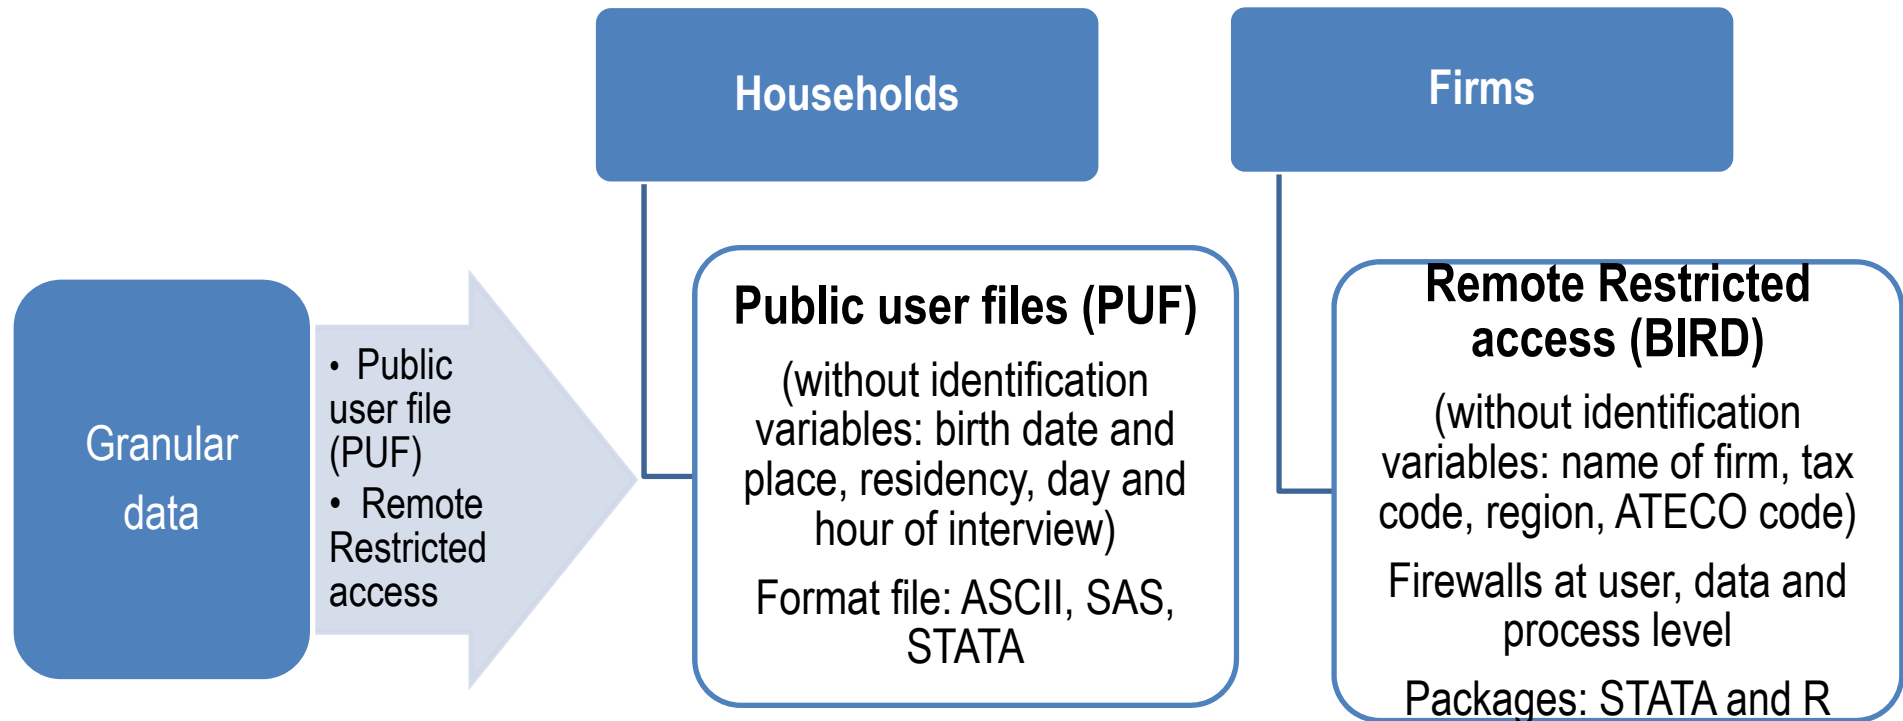 Households
Firms
Granular
data
• Public
user file
(PUF)
• Remote
Restricted
access
Public user files (PUF)
(without identification
variables: birth date and
place, residency, day and
hour of interview)
Format file: ASCII, SAS,
STATA
Remote Restricted
access (BIRD)
(without identification
variables: name of firm, tax
code, region, ATECO code)
Firewalls at user, data and
process level
Packages: STATA and R